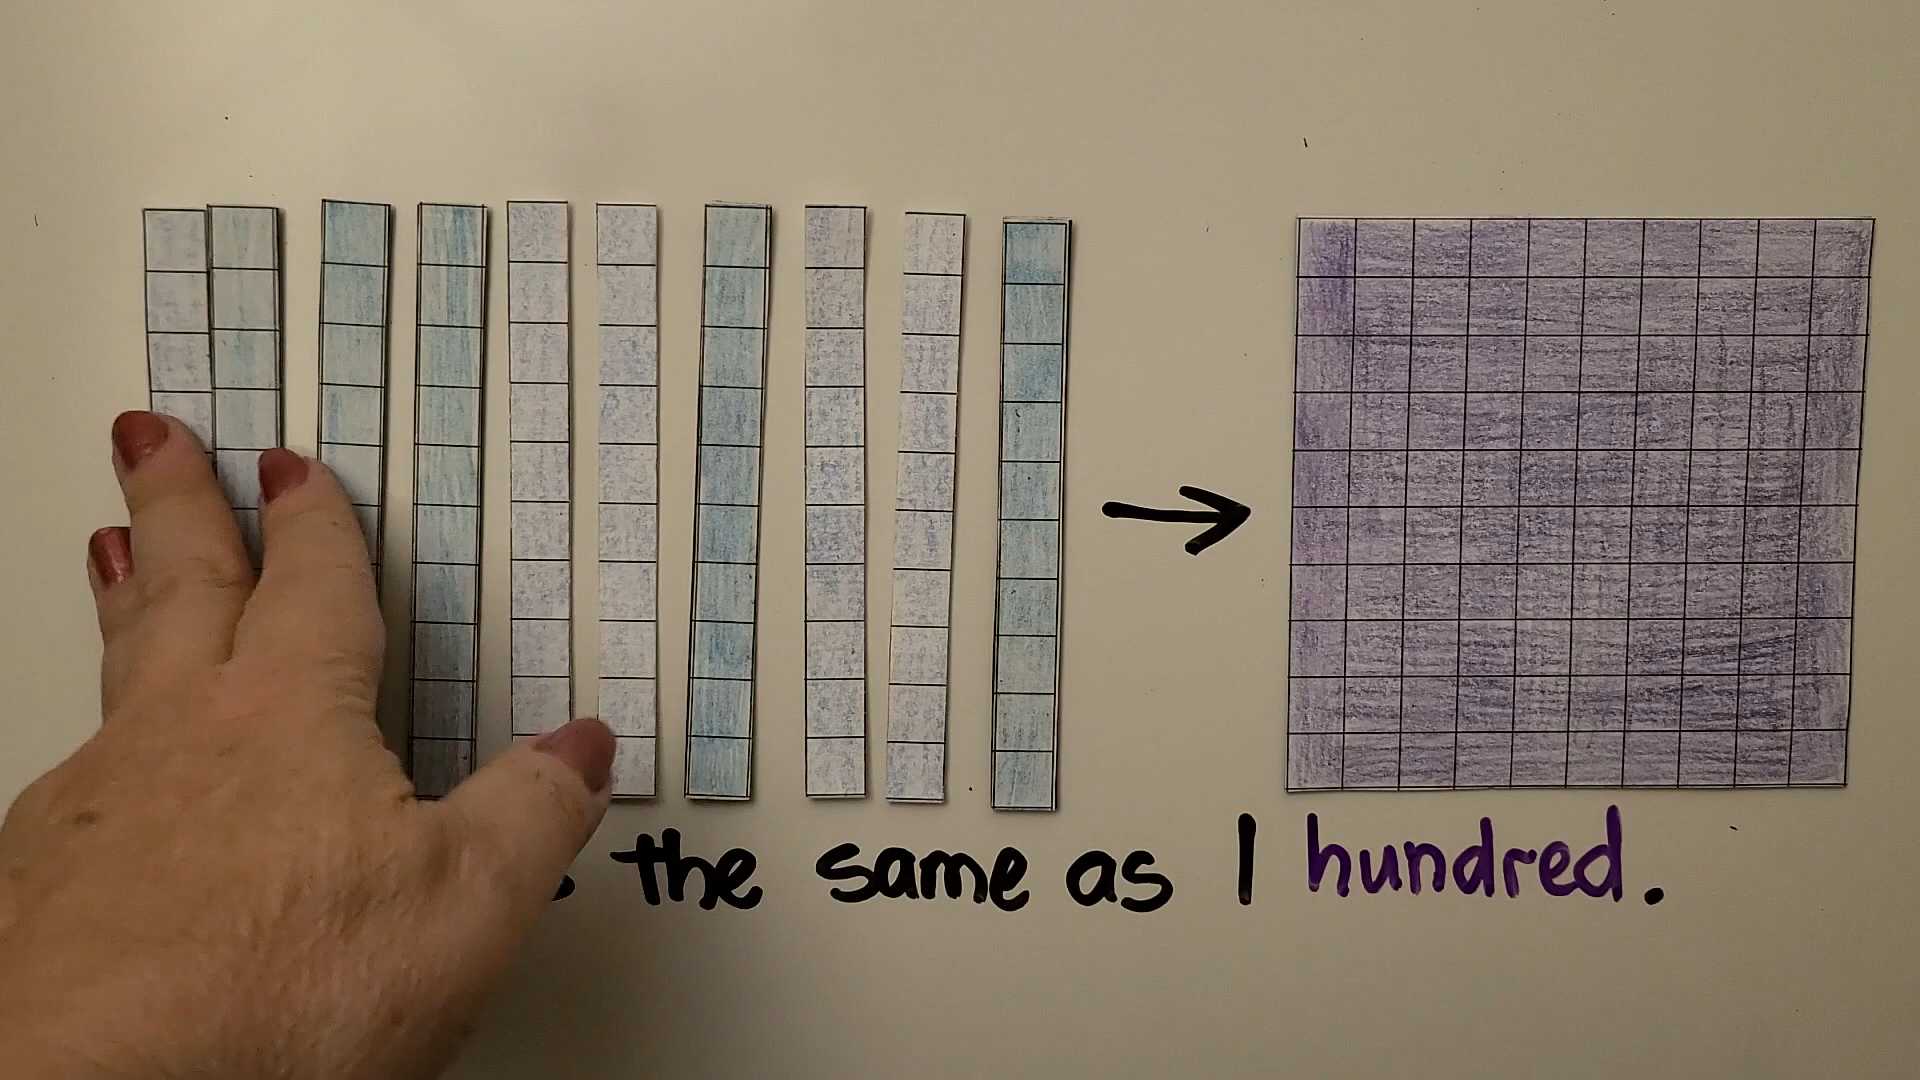 the same as 1 hundred.